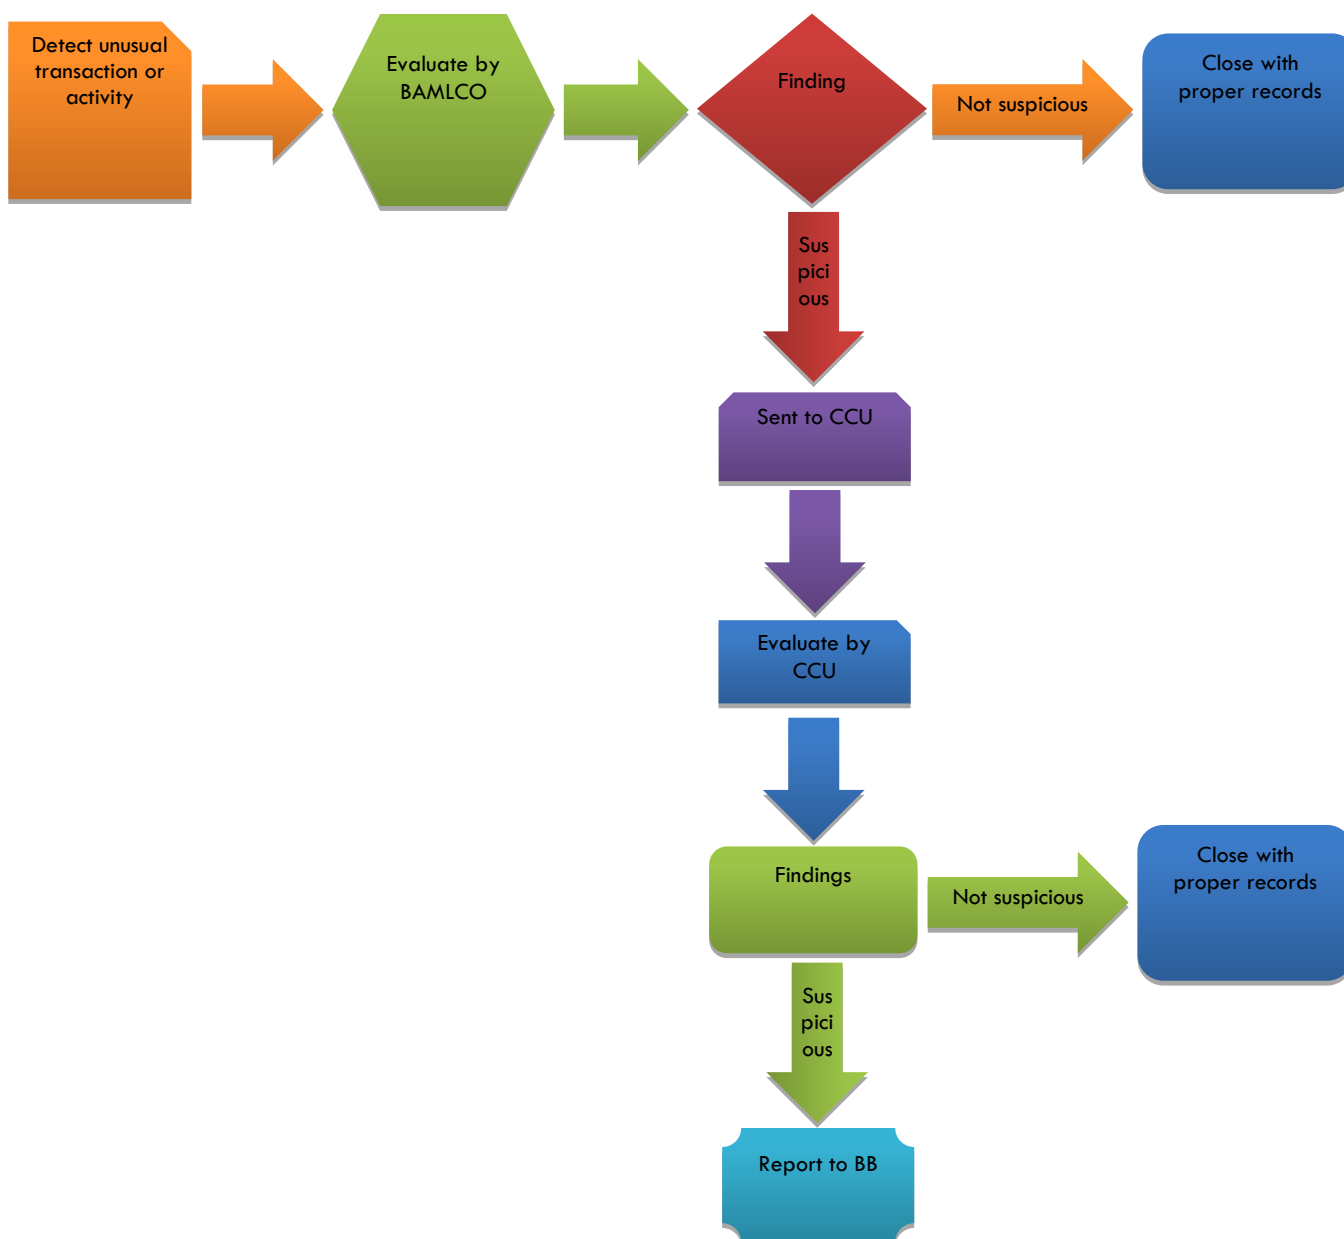 Detect unusual
transaction or
activity
Evaluate by
BAMLCO
Finding
Not suspicious
Close with
proper records
Sus
pici
ous
Sent to CCU
Evaluate by
CCU
Findings
Not suspicious
Close with
proper records
Sus
pici
ous
Report to BB